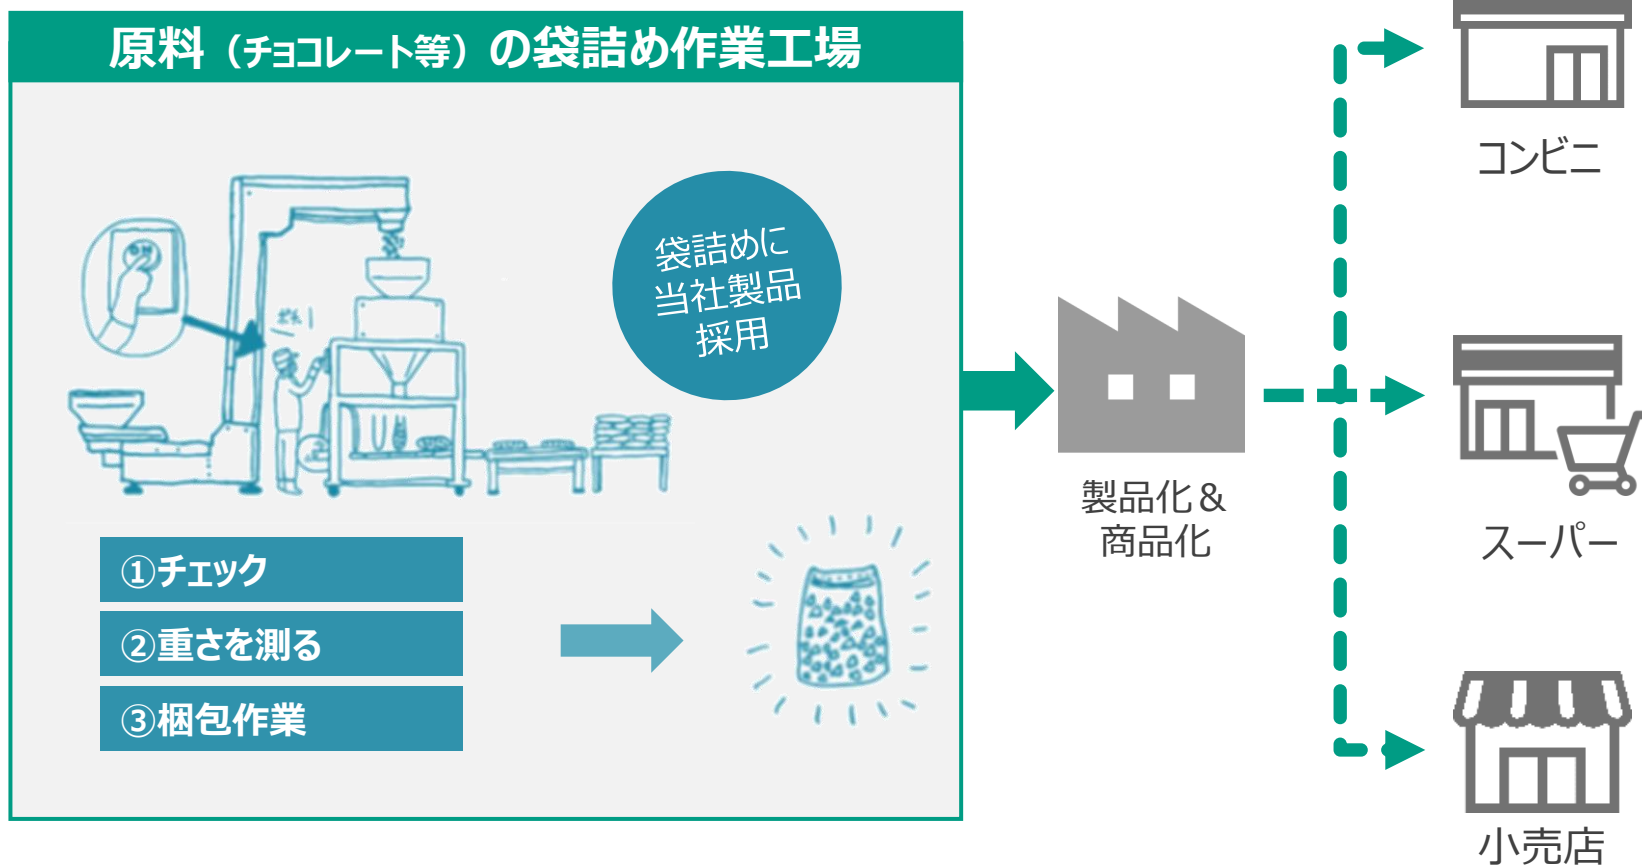 原料（チョコレート等）の袋詰め作業工場
袋詰めに
当社製品
採用
①チェック
②重さを測る
③梱包作業
製品化＆
商品化
コンビニ
スーパー
小売店